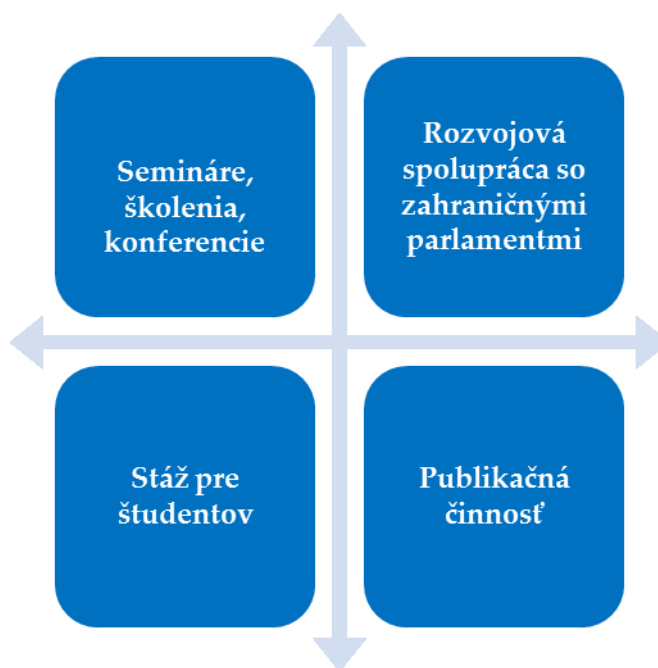 Semináre,
školenia,
konferencie
Rozvojová
spolupráca so
zahraničnými
parlamentmi
Stáž pre
študentov
Publikačná
činnosť